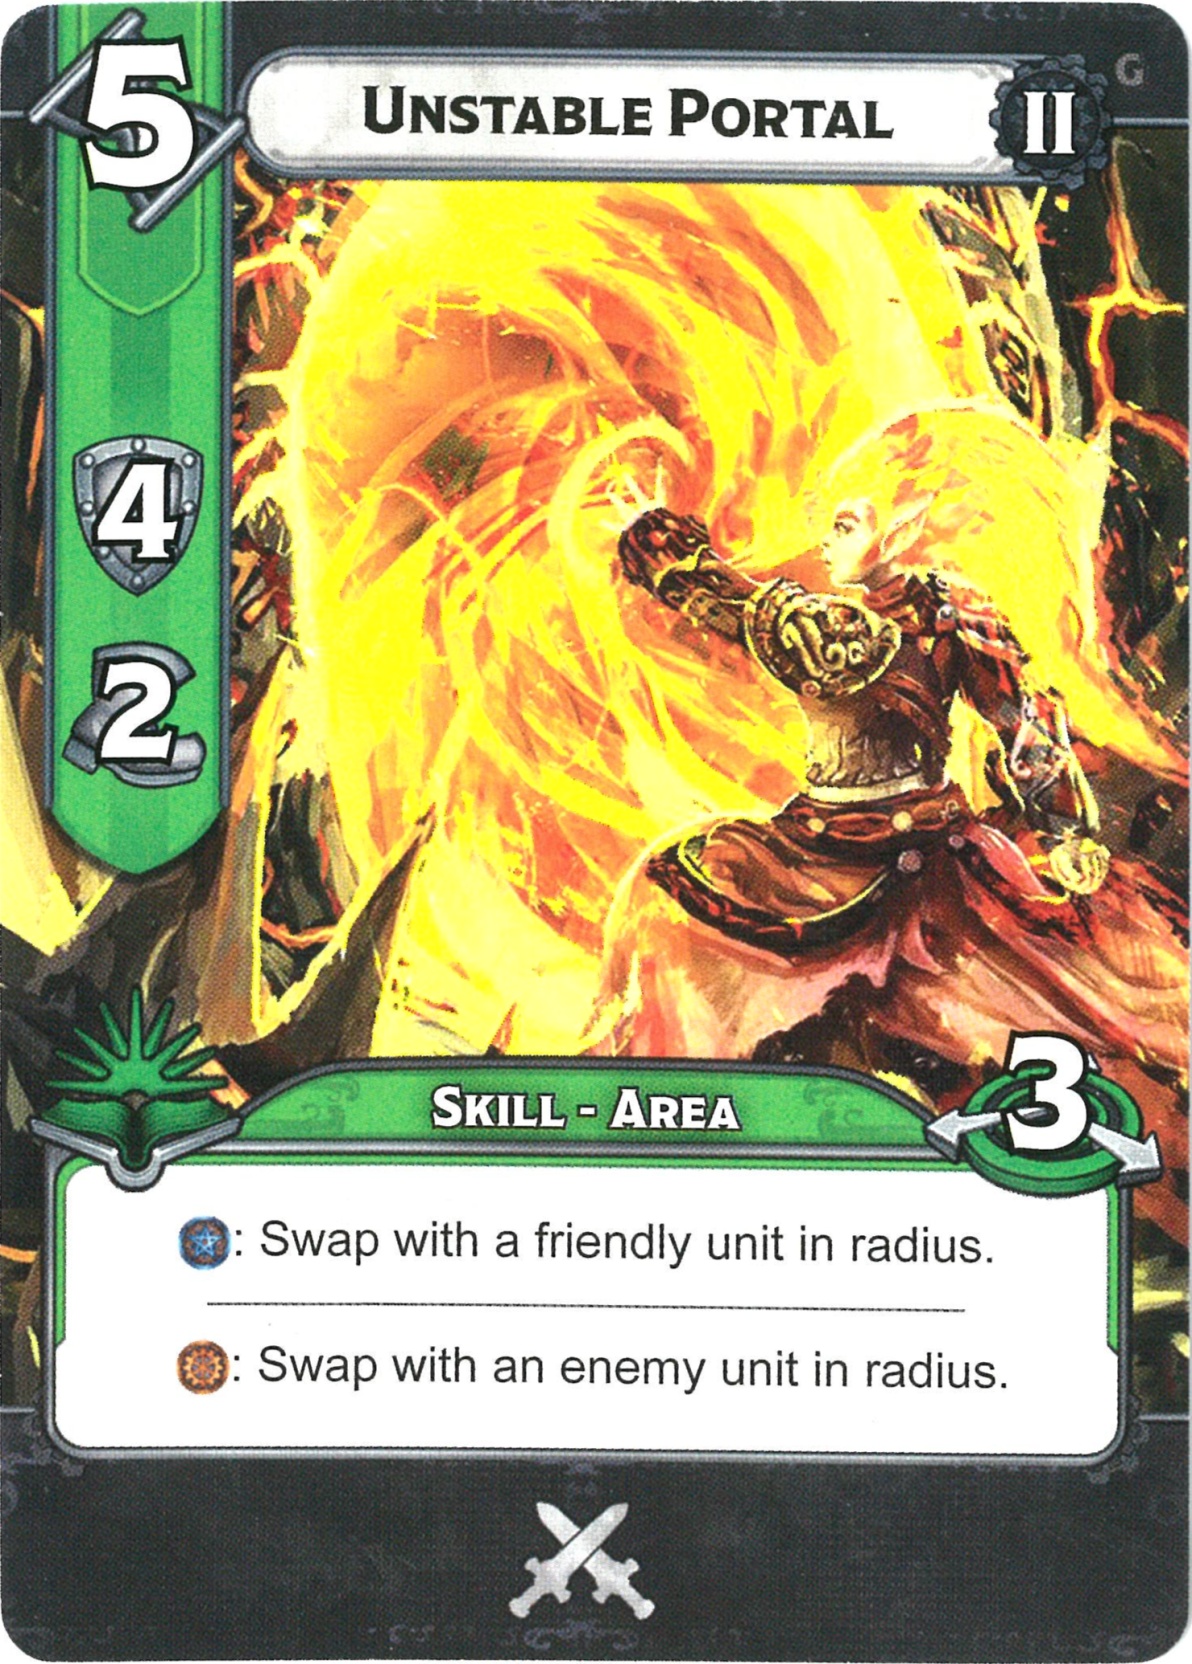 5
UNSTABLE PORTAL
II
G
4
2
SKILL - AREA
3
: Swap with a friendly unit in radius.
: Swap with an enemy unit in radius.